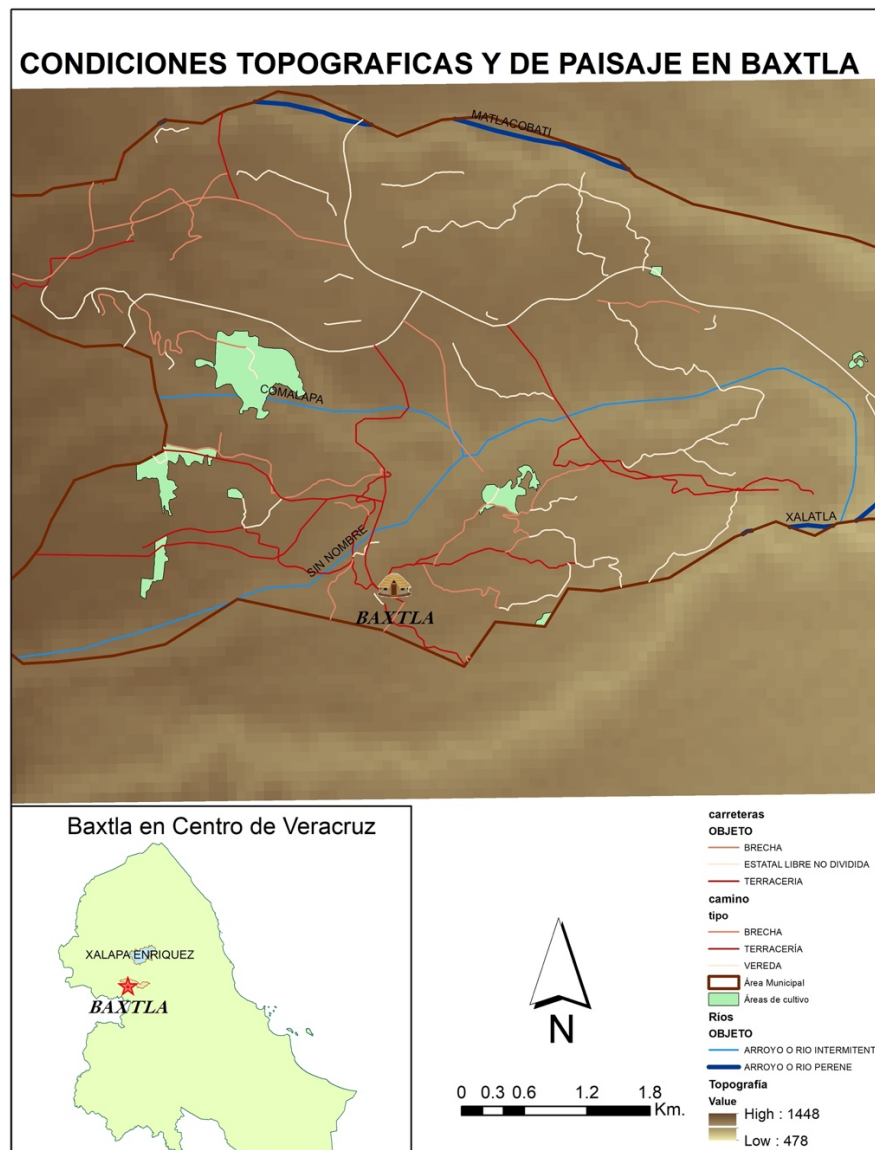 CONDICIONES TOPOGRAFICAS Y DE PAISAJE EN BAXTLA
MATLACOBATI
COMALAPA
XALATLA
SIN NOMBRE
BAXTLA
Baxtla en Centro de Veracruz
XALAPA ENRIQUEZ
BAXTLA
N
0 0.3 0.6 1.2 1.8
Km.
carreteras
OBJETO
BRECHA
ESTATAL LIBRE NO DIVIDIDA
TERRACERIA
camino
tipo
BRECHA
TERRACERÍA
VEREDA
Área Municipal
Áreas de cultivo
Ríos
OBJETO
ARROYO O RIO INTERMITENT
ARROYO O RIO PERENE
Topografía
Value
High : 1448
Low : 478